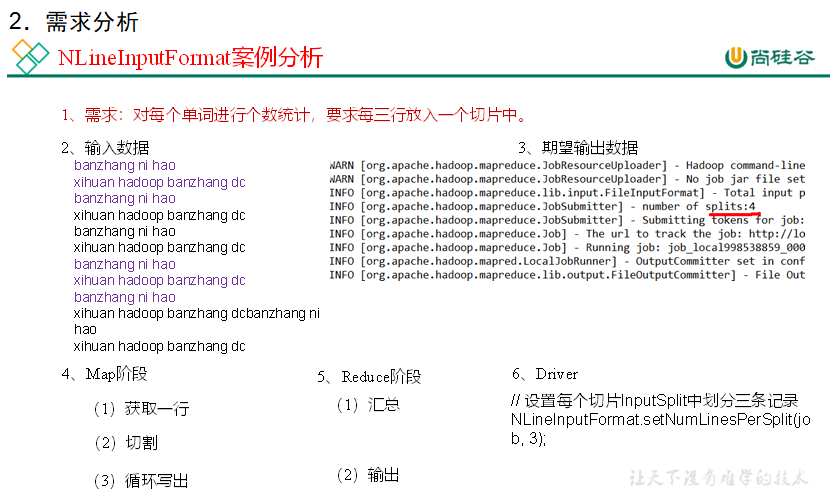 2．需求分析
NLineInputFormat案例分析
尚硅谷
1、需求：对每个单词进行个数统计，要求每三行放入一个切片中。
2、输入数据
banzhang ni hao
xihuan hadoop banzhang dc
banzhang ni hao
xihuan hadoop banzhang dc
banzhang ni hao
xihuan hadoop banzhang dc
banzhang ni hao
xihuan hadoop banzhang dc
banzhang ni hao
xihuan hadoop banzhang dcbanzhang ni
hao
xihuan hadoop banzhang dc
3、期望输出数据
WARN [org.apache.hadoop.mapreduce.JobResourceUploader] - Hadoop command-line
WARN [org.apache.hadoop.mapreduce.JobResourceUploader] - No job jar file set
INFO [org.apache.hadoop.mapreduce.lib.input.FileInputFormat] - Total input p
INFO [org.apache.hadoop.mapreduce.JobSubmitter] - number of splits:4
INFO [org.apache.hadoop.mapreduce.JobSubmitter] - Submitting tokens for job:
INFO [org.apache.hadoop.mapreduce.Job] - The url to track the job: http://lo
INFO [org.apache.hadoop.mapreduce.Job] - Running job: job_local998538859_000
INFO [org.apache.hadoop.mapred.LocalJobRunner] - OutputCommitter set in conf
INFO [org.apache.hadoop.mapreduce.lib.output.FileOutputCommitter] - File Out
4、Map阶段
（1）获取一行
（2）切割
（3）循环写出
5、Reduce阶段
（1）汇总
（2）输出
6、Driver
// 设置每个切片InputSplit中划分三条记录
NLineInputFormat.setNumLinesPerSplit(jo
b, 3);
让天下没有难学的技术